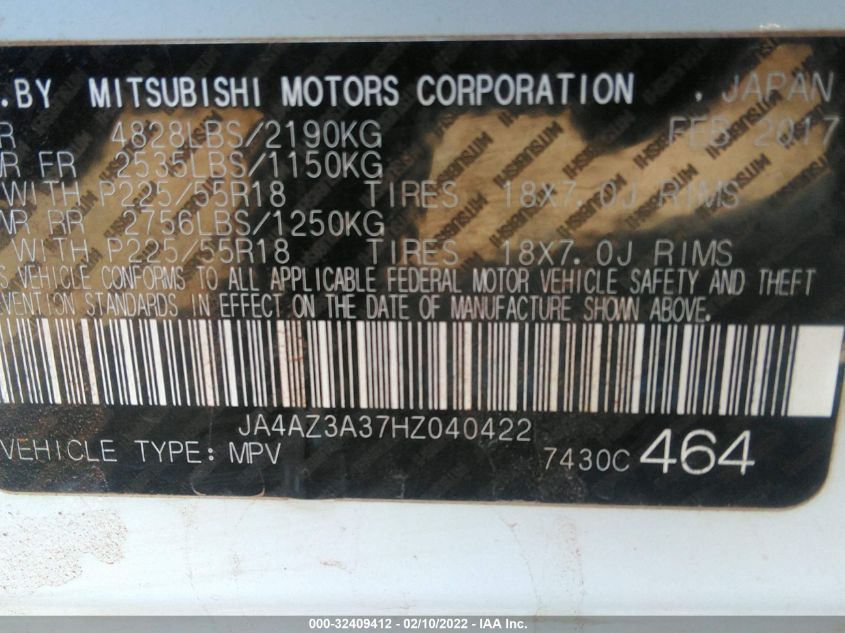 .BY MITSUBISHI MOTORS CORPORATION , JAPAN
R 4828LBS/2190KG FEB 2017
R FR 2535LBS/1150KG
WITH P225/55R18 TIRES 18X7.0J RIMS
WR RR 2756LBS/1250KG
WITH P225/55R18 TIRES 18X7.0J RIMS
S VEHICLE CONFORMS TO ALL APPLICABLE FEDERAL MOTOR VEHICLE SAFETY AND THEFT
EVENTION STANDARDS IN EFFECT ON THE DATE OF MANUFACTURE SHOWN ABOVE.
JA4AZ3A37HZ040422
VEHICLE TYPE: MPV 7430C 464
000-32409412 - 02/10/2022 - IAA Inc.